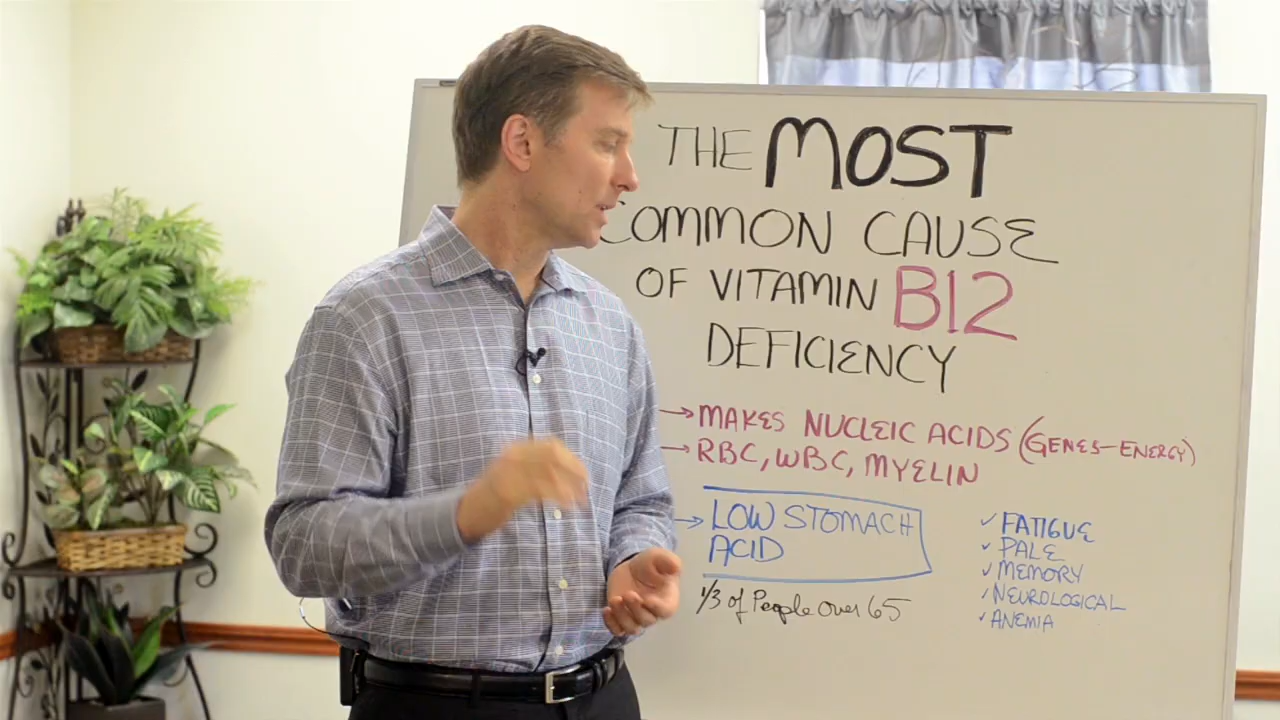 THE MOST
COMMON CAUSE
OF VITAMIN B12
DEFICIENCY
→ MAKES NUCLEIC ACIDS (GENES-ENERGY)
→ RBC, WBC, MYELIN
→ LOW STOMACH
ACID
1/3 of People Over 65
✓ FATIGUE
✓ PALE
✓ MEMORY
✓ NEUROLOGICAL
✓ ANEMIA